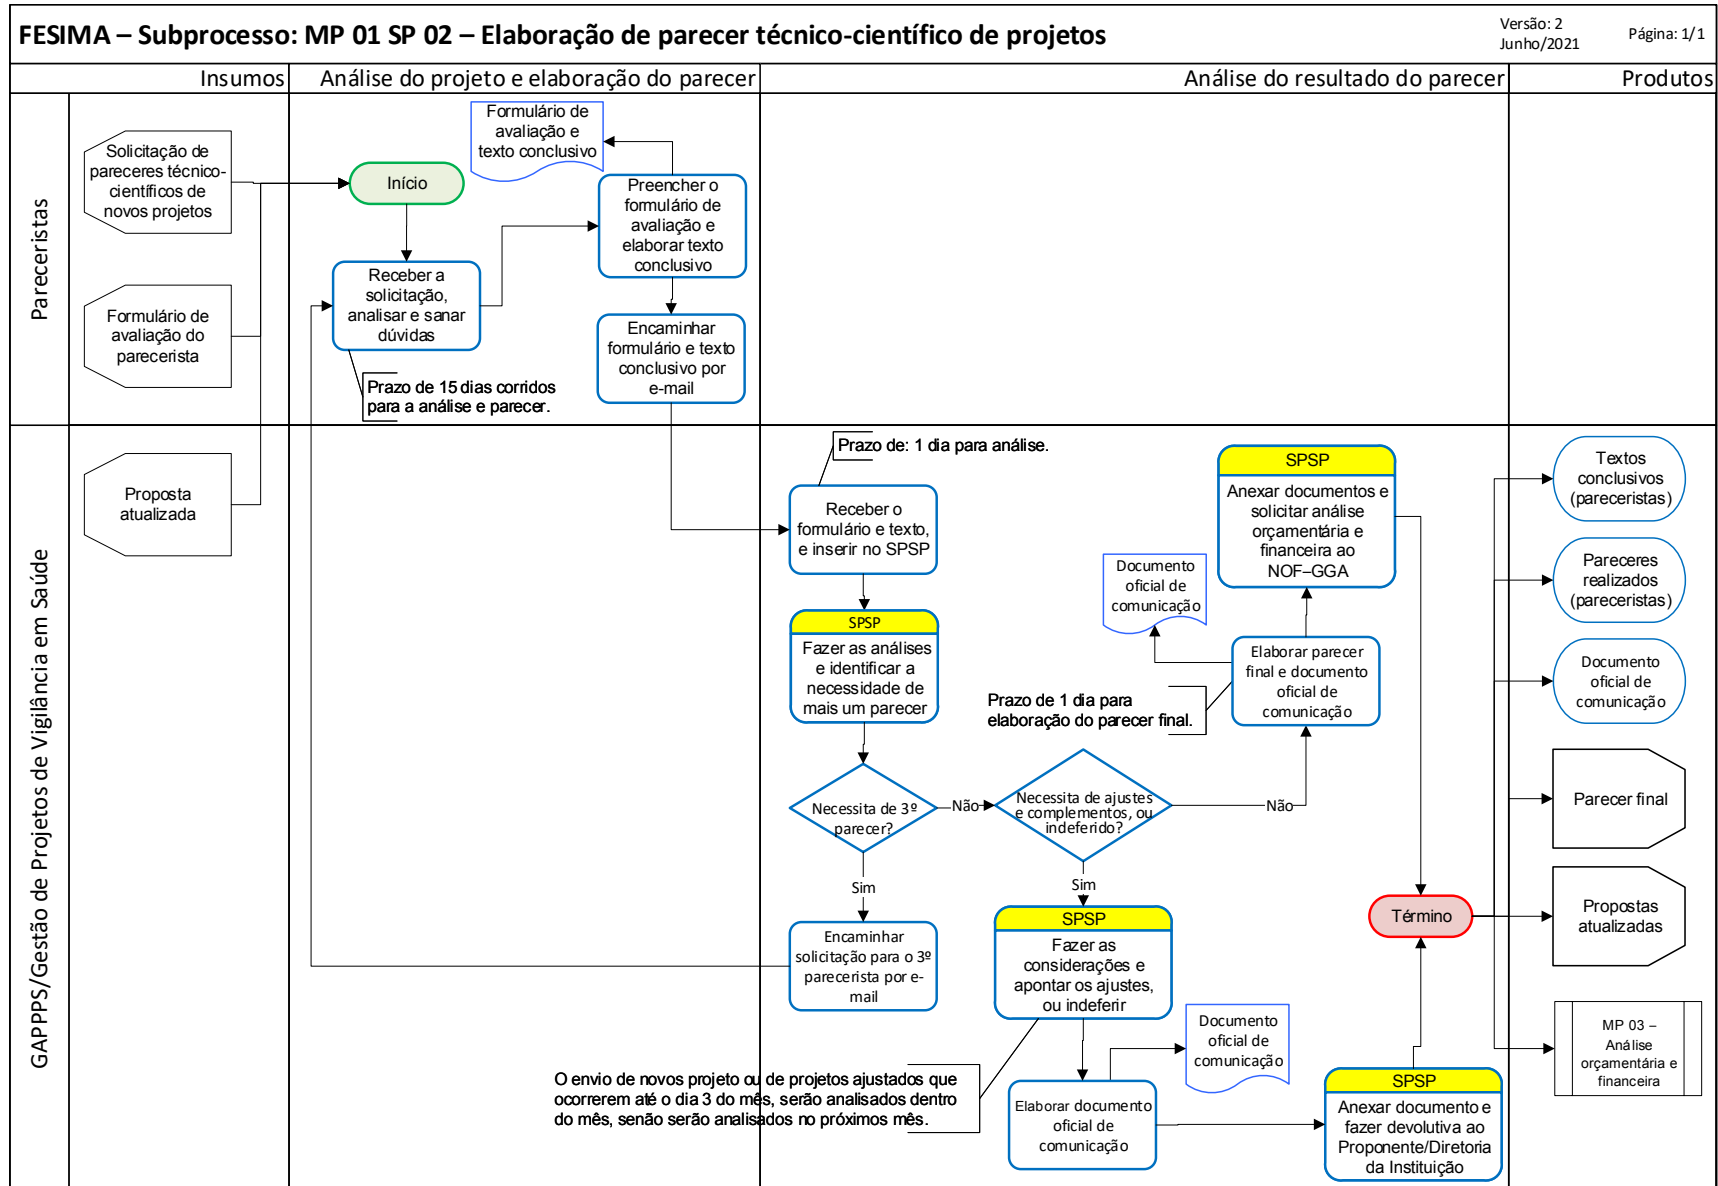 FESIMA – Subprocesso: MP 01 SP 02 – Elaboração de parecer técnico-científico de projetos
Versão: 2
Junho/2021
Página: 1/1
Insumos
Análise do projeto e elaboração do parecer
Análise do resultado do parecer
Produtos
Pareceristas
Solicitação de
pareceres técnico-
científicos de
novos projetos
Formulário de
avaliação do
parecerista
Início
Receber a
solicitação,
analisar e sanar
dúvidas
Prazo de 15 dias corridos
para a análise e parecer.
Formulário de
avaliação e
texto conclusivo
Preencher o
formulário de
avaliação e
elaborar texto
conclusivo
Encaminhar
formulário e texto
conclusivo por
e-mail
GAPPPS/Gestão de Projetos de Vigilância em Saúde
Proposta
atualizada
Prazo de: 1 dia para análise.
Receber o
formulário e texto,
e inserir no SPSP
SPSP
Fazer as análises
e identificar a
necessidade de
mais um parecer
Necessita de 3º
parecer?
Não
Sim
Encaminhar
solicitação para o 3º
parecerista por e-
mail
Necessita de ajustes
e complementos, ou
indeferido?
Não
Sim
SPSP
Fazer as
considerações e
apontar os ajustes,
ou indeferir
O envio de novos projeto ou de projetos ajustados que
ocorrerem até o dia 3 do mês, serão analisados dentro
do mês, senão serão analisados no próximos mês.
Elaborar documento
oficial de
comunicação
Documento
oficial de
comunicação
SPSP
Anexar documento e
fazer devolutiva ao
Proponente/Diretoria
da Instituição
Prazo de 1 dia para
elaboração do parecer final.
Elaborar parecer
final e documento
oficial de
comunicação
Documento
oficial de
comunicação
SPSP
Anexar documentos e
solicitar análise
orçamentária e
financeira ao
NOF–GGA
Término
Textos
conclusivos
(pareceristas)
Pareceres
realizados
(pareceristas)
Documento
oficial de
comunicação
Parecer final
Propostas
atualizadas
MP 03 –
Análise
orçamentária e
financeira